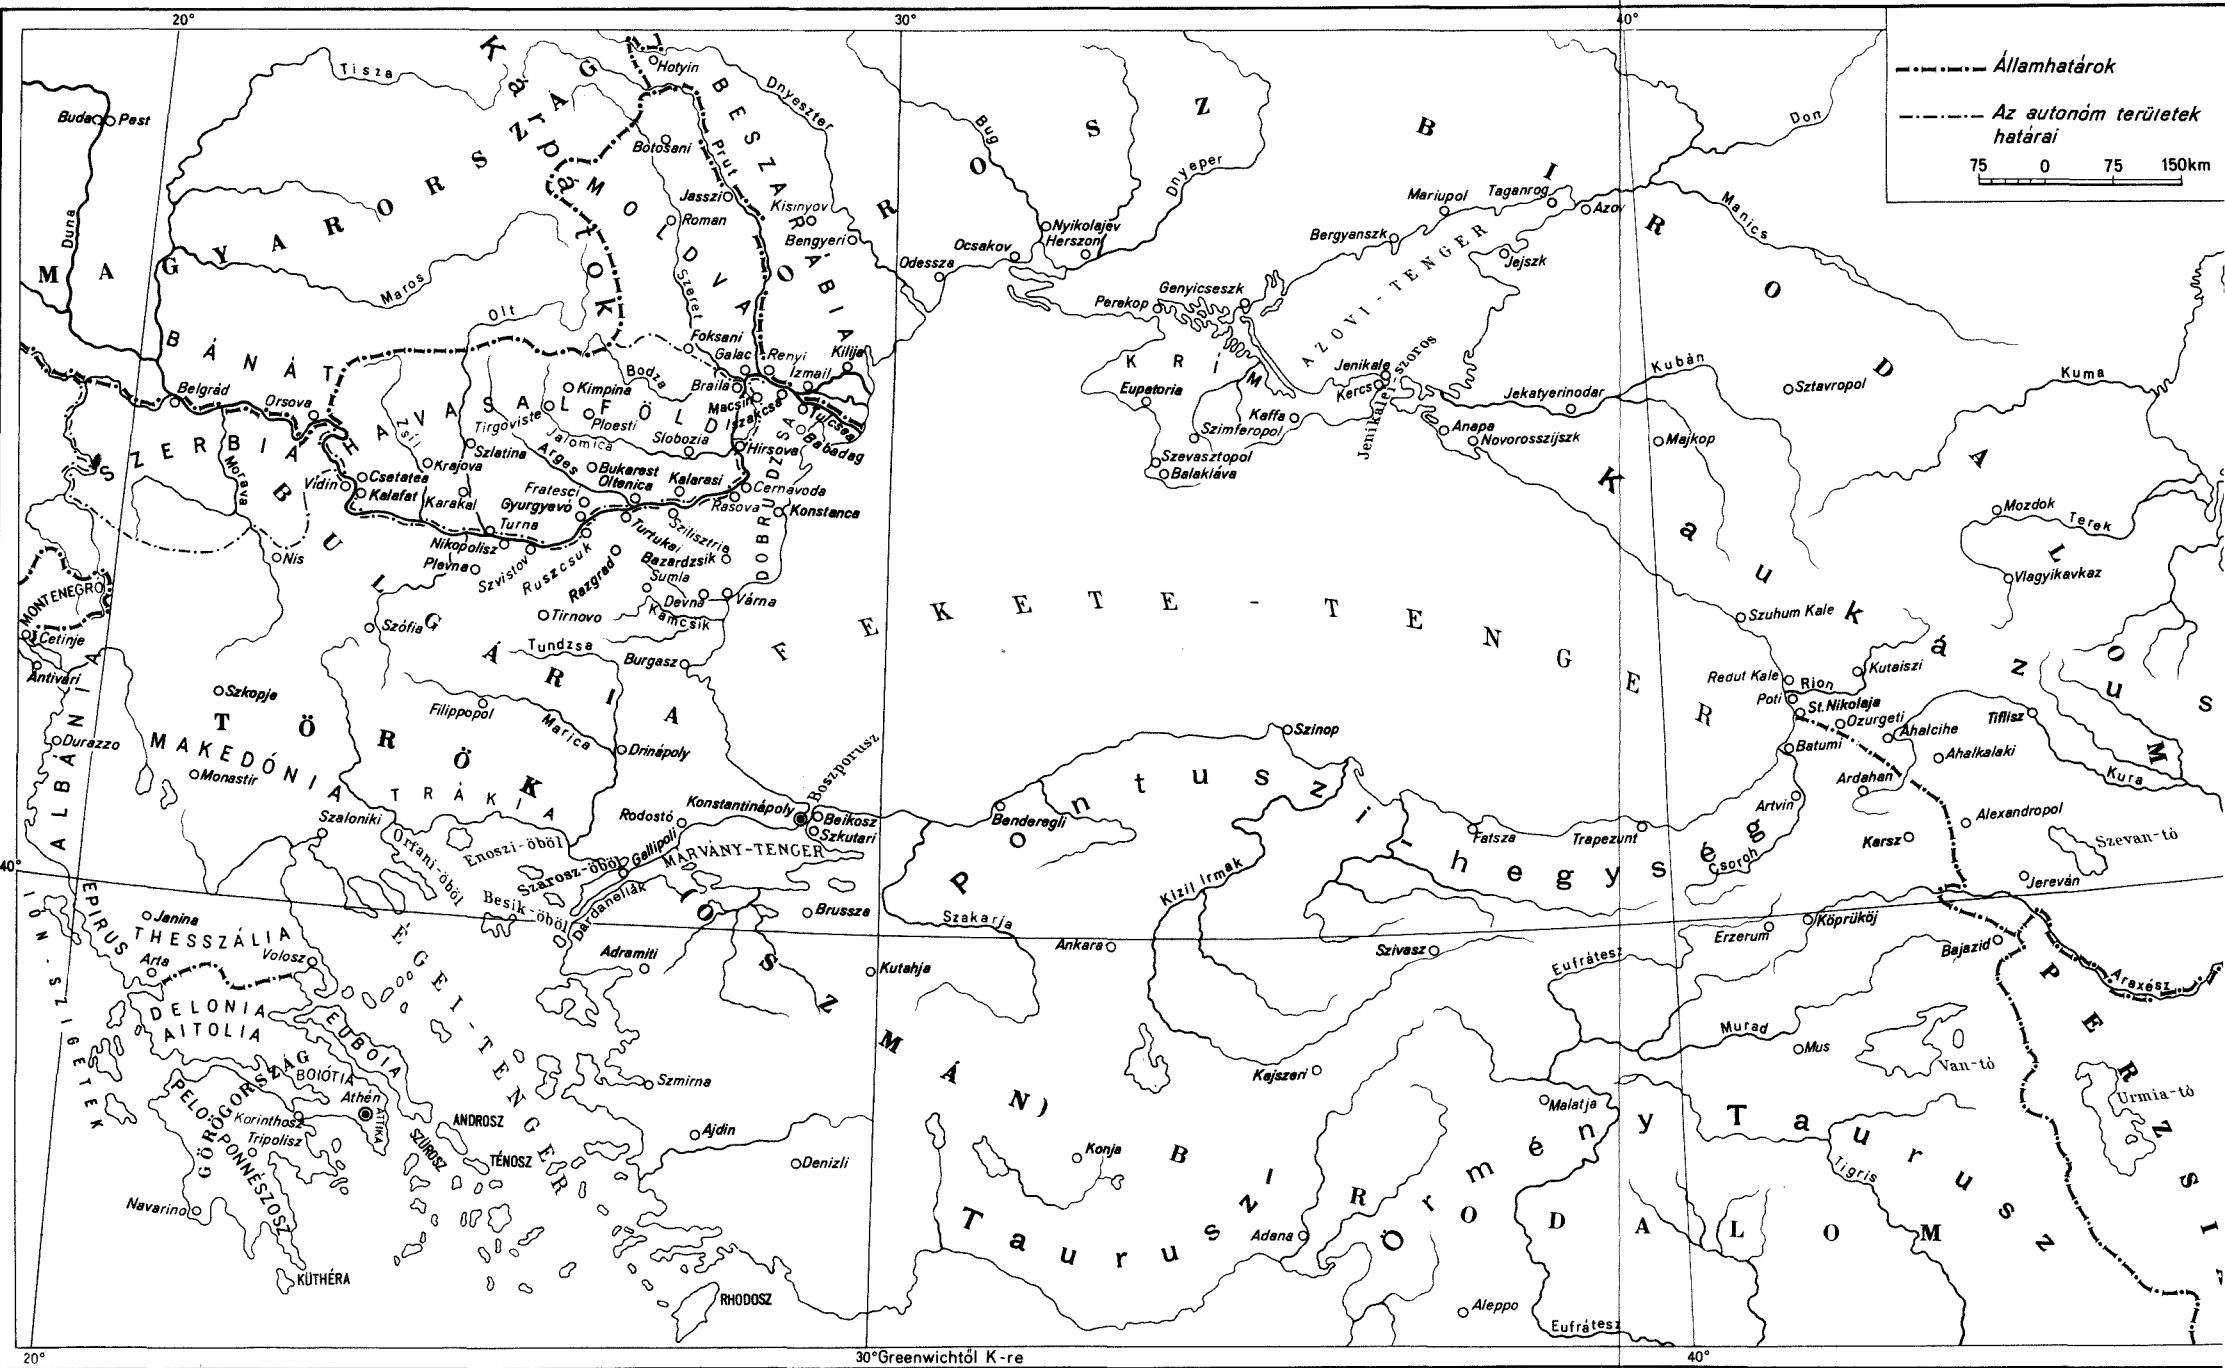 20°
30°
40°
Államhatárok
Az autonóm területek
határai
75 0 75 150km
Tisza
Kárpátok
Hotyin
BESZARÁBIA
Dnyeszter
Bug
Dnyeper
Don
Buda
Pest
Botosani
Prut
MOLDVA
Jasszi
Kisinyov
Roman
Bengyeri
Szeret
Duna
MAGYARORSZÁG
OROSZ BIRODALOM
Maros
Olt
BÁNÁT
Mariupol
Taganrog
Azov
Bergyanszk
Jejszk
Manics
Nyikolajev
Herszon
Ocsakov
Odessza
Genyicseszk
Perekop
AZOVI-TENGER
KRÍM
Eupatoria
Jenikale
Kercs
Jenikalei-szoros
Kaffa
Szimferopol
Szevasztopol
Balakláva
Anapa
Novorosszijszk
Jekatyerinodar
Kubán
Majkop
Sztavropol
Kuma
Mozdok
Terek
Vlagyikavkaz
Kaukázus
Foksani
Galac
Renyi
Kilija
Izmail
Braila
Bodza
Kimpina
Macsin
Iszakcsa
Tulcsea
Babadag
Tirgoviste
Ploesti
HAVASALFÖLD
Jalomica
Slobozia
Hirsova
Belgrád
Orsova
Zsil
Szlatina
Arges
Bukarest
Oltenica
Kalarasi
Krajova
Csetatea
Kalafat
Vidin
Karakal
Fratesci
Gyurgyevó
Cernavoda
Rasova
Konstanca
DOBRUDZSA
SZERBIA
Morava
BULGÁRIA
Turna
Nikopolisz
Plevna
Szvistov
Ruszcsuk
Razgrad
Turtukai
Szilisztria
Bazardzsik
Sumla
Devna
Várna
Kamcsik
Nis
Tirnovo
Tundzsa
Burgasz
Szófia
MONTENEGRO
Cetinje
Antivari
Szkopje
Filippopol
Marica
Drinápoly
FEKETE-TENGER
Szuhum Kale
Kutaiszi
Redut Kale
Rion
Poti
St.Nikolaja
Ozurgeti
Batumi
Ahalcihe
Tiflisz
Ahalkalaki
Ardahan
Kura
Artvin
Alexandropol
Karsz
Szevan-tó
Csoroh
Jereván
TÖRÖK (OSZMÁN) BIRODALOM
Durazzo
ALBÁNIA
MAKEDÓNIA
Monastir
TRÁKIA
Szaloniki
Boszporusz
Konstantinápoly
Beikosz
Szkutari
Rodostó
Gallipoli
MÁRVÁNY-TENGER
Orfani-öböl
Enoszi-öböl
Szarosz-öböl
Besik-öböl
Dardanellák
Szinop
Benderegli
Pontuszi-hegység
Fatsza
Trapezunt
Kizil Irmak
40°
IÓN-SZIGETEK
EPIRUS
Janina
THESSZÁLIA
Volosz
Arta
DELONIA
AITOLIA
ÉGEI-TENGER
Adramiti
Brussza
Szakarja
Ankara
Kutahja
Szivasz
Erzerum
Köprüköj
Bajazid
Eufrátesz
Araxész
PERZSIA
Murad
Mus
Van-tó
Urmia-tó
EUBOIA
BOIÓTIA
GÖRÖGORSZÁG
PELOPONNÉSZOSZ
Athén
ATTIKA
Korinthosz
Tripolisz
Navarino
KÜTHÉRA
ANDROSZ
SZÜROSZ
TÉNOSZ
Szmirna
Ajdin
Denizli
RHODOSZ
Kajszeri
Konja
Malatja
Örmény Taurusz
Tauruszi
Tigris
Adana
Aleppo
Eufrátesz
20°
30°Greenwichtől K-re
40°